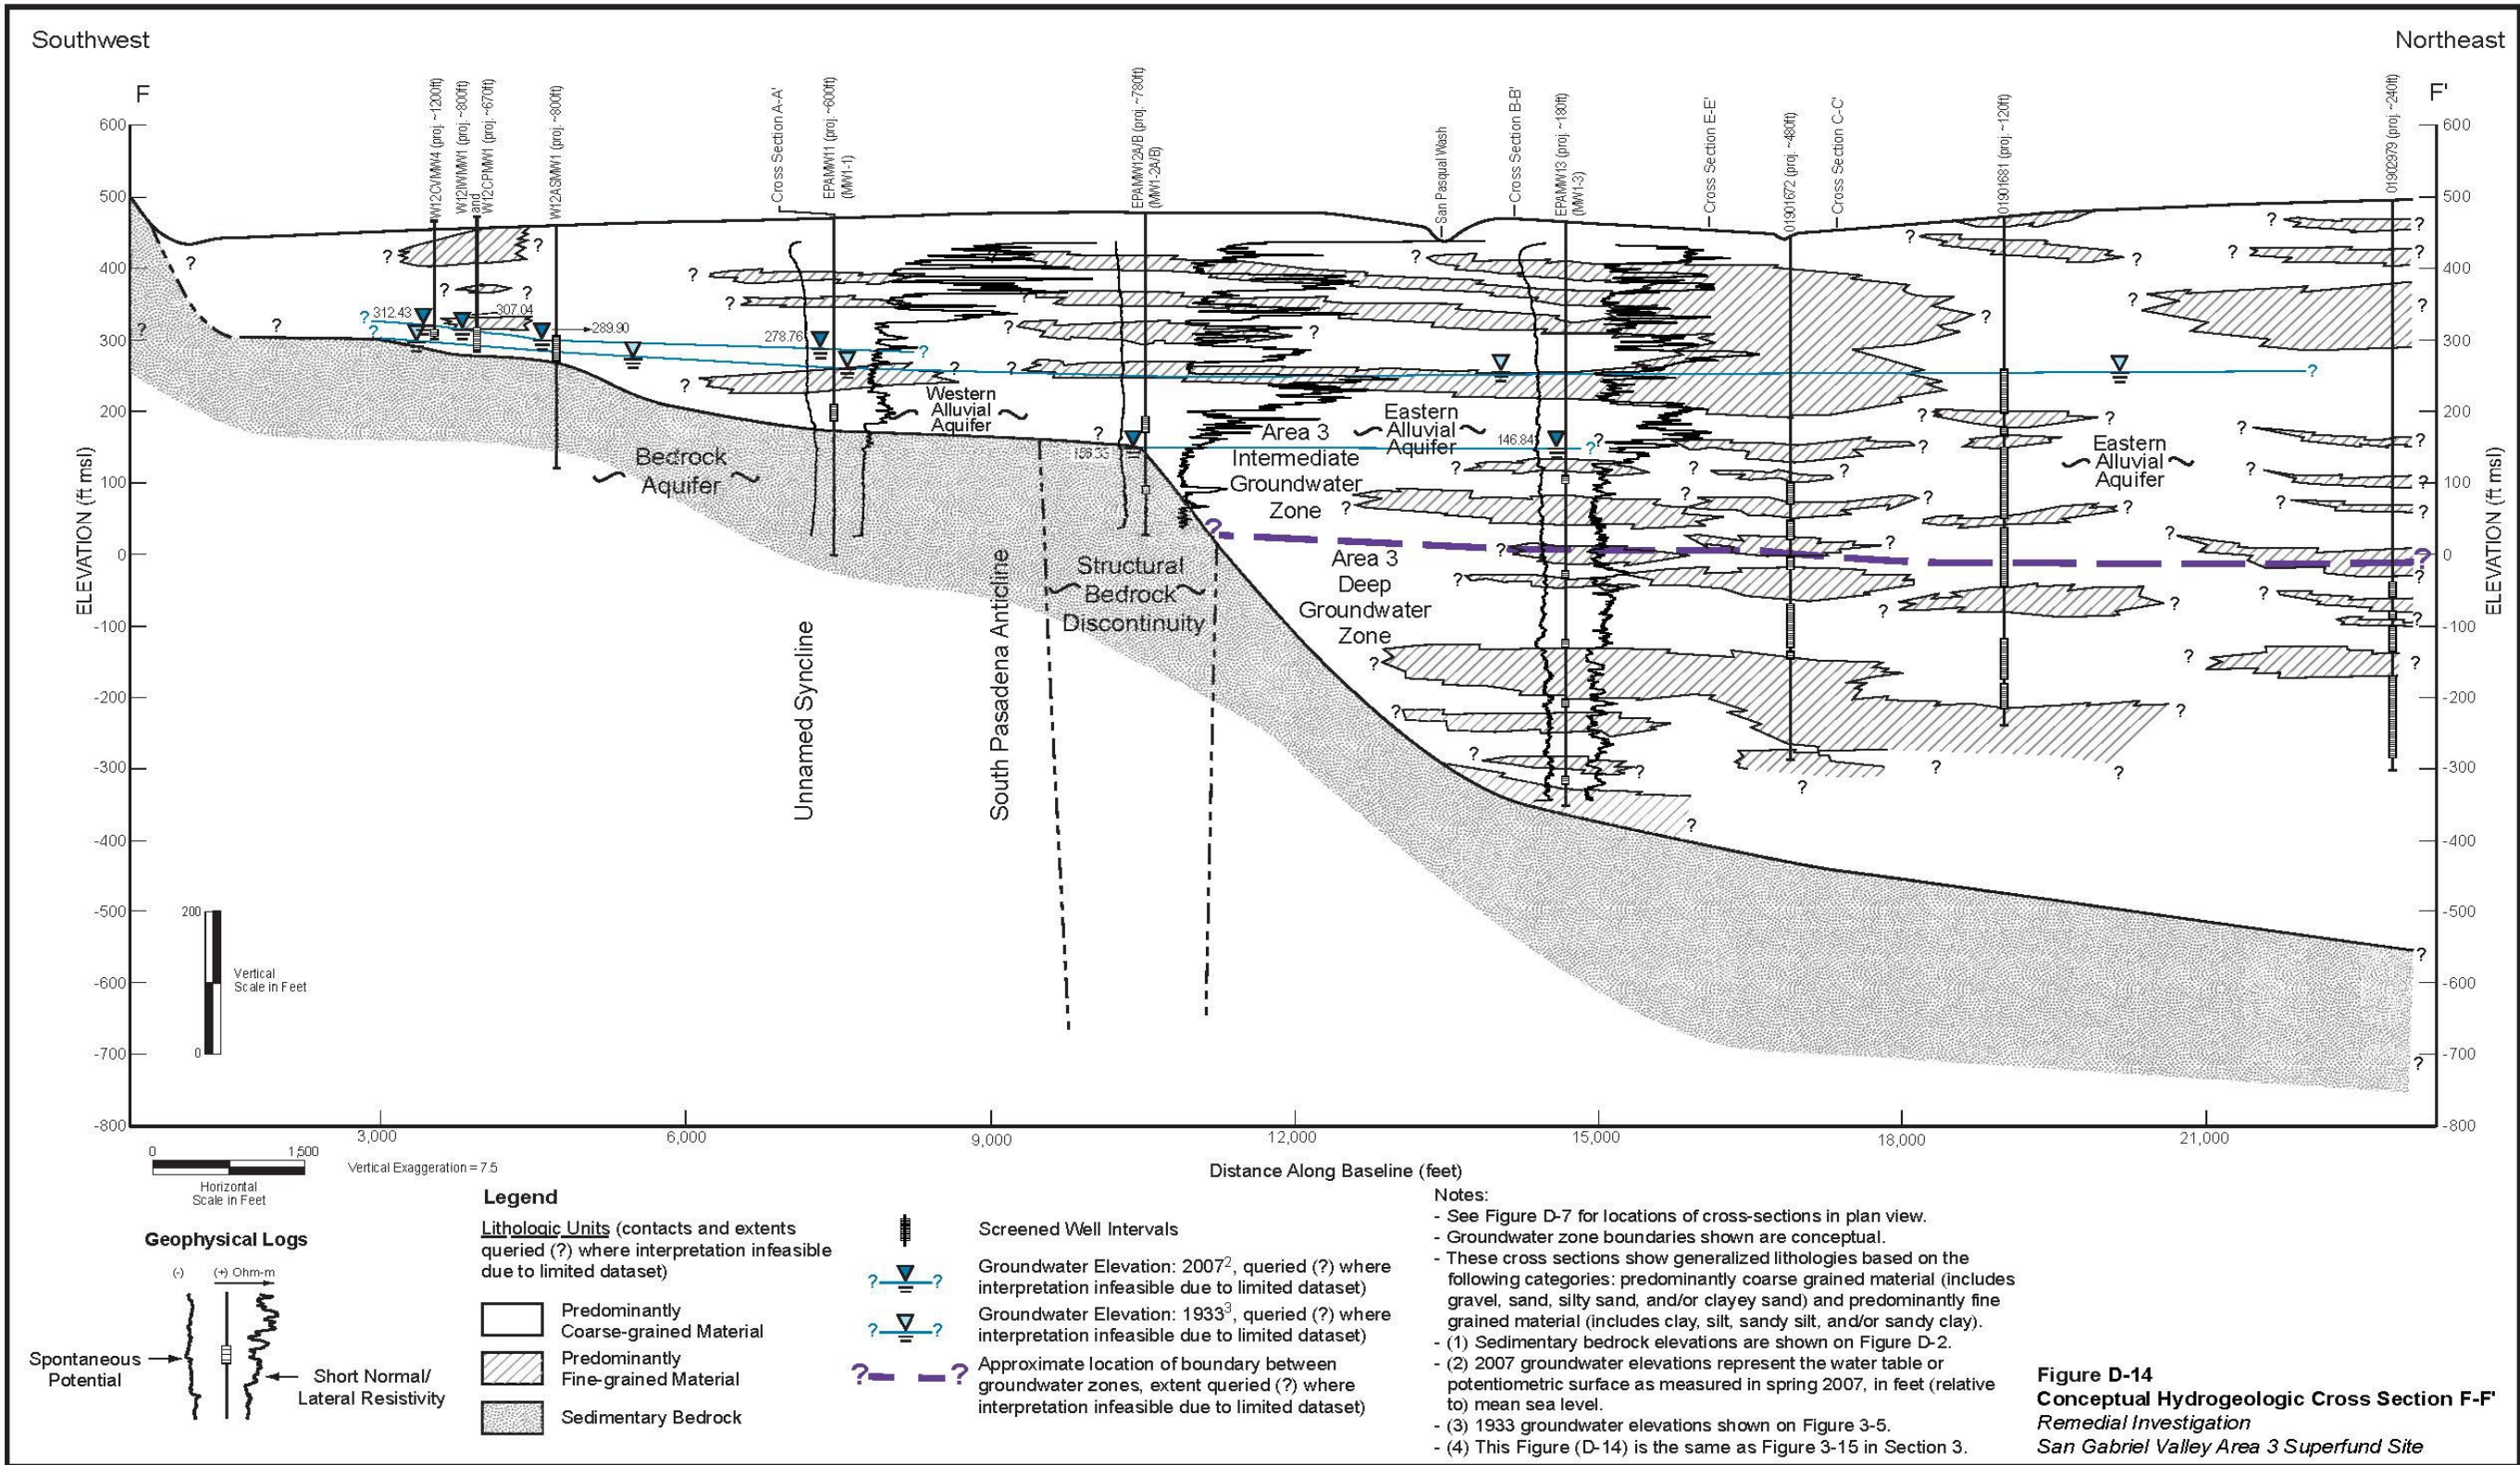 Southwest
Northeast
F
F'
W12CVMW4 (proj. ~1200ft)
W12IWMW1 (proj. ~800ft)
and
W12CPMW1 (proj. ~670ft)
W12ASMW1 (proj. ~800ft)
Cross Section A-A'
EPAMW11 (proj. ~600ft)
(MW1-1)
EPAMW12A/B (proj. ~780ft)
(MW1-2A/B)
San Pasqual Wash
Cross Section B-B'
EPAMW13 (proj. ~180ft)
(MW1-3)
Cross Section E-E'
01901672 (proj. ~480ft)
Cross Section C-C'
01901681 (proj. ~120ft)
01902979 (proj. ~240ft)
600
500
400
300
200
100
0
-100
-200
-300
-400
-500
-600
-700
-800
ELEVATION (ft msl)
600
500
400
300
200
100
0
-100
-200
-300
-400
-500
-600
-700
-800
ELEVATION (ft msl)
312.43
307.04
289.90
278.76
146.84
Western
Alluvial
Aquifer
Bedrock
Aquifer
Area 3
Intermediate
Groundwater
Zone
Eastern
Alluvial
Aquifer
Eastern
Alluvial
Aquifer
Area 3
Deep
Groundwater
Zone
Structural
Bedrock
Discontinuity
Unnamed Syncline
South Pasadena Anticline
200
0
Vertical
Scale in Feet
3,000
6,000
9,000
12,000
15,000
18,000
21,000
Distance Along Baseline (feet)
0
1,500
Horizontal
Scale in Feet
Vertical Exaggeration = 7.5
Geophysical Logs
(-)
(+) Ohm-m
Spontaneous
Potential
Short Normal/
Lateral Resistivity
Legend
Lithologic Units (contacts and extents
queried (?) where interpretation infeasible
due to limited dataset)
Predominantly
Coarse-grained Material
Predominantly
Fine-grained Material
Sedimentary Bedrock
Screened Well Intervals
Groundwater Elevation: 2007², queried (?) where
interpretation infeasible due to limited dataset)
Groundwater Elevation: 1933³, queried (?) where
interpretation infeasible due to limited dataset)
Approximate location of boundary between
groundwater zones, extent queried (?) where
interpretation infeasible due to limited dataset)
Notes:
- See Figure D-7 for locations of cross-sections in plan view.
- Groundwater zone boundaries shown are conceptual.
- These cross sections show generalized lithologies based on the
following categories: predominantly coarse grained material (includes
gravel, sand, silty sand, and/or clayey sand) and predominantly fine
grained material (includes clay, silt, sandy silt, and/or sandy clay).
- (1) Sedimentary bedrock elevations are shown on Figure D-2.
- (2) 2007 groundwater elevations represent the water table or
potentiometric surface as measured in spring 2007, in feet (relative
to) mean sea level.
- (3) 1933 groundwater elevations shown on Figure 3-5.
- (4) This Figure (D-14) is the same as Figure 3-15 in Section 3.
Figure D-14
Conceptual Hydrogeologic Cross Section F-F'
Remedial Investigation
San Gabriel Valley Area 3 Superfund Site